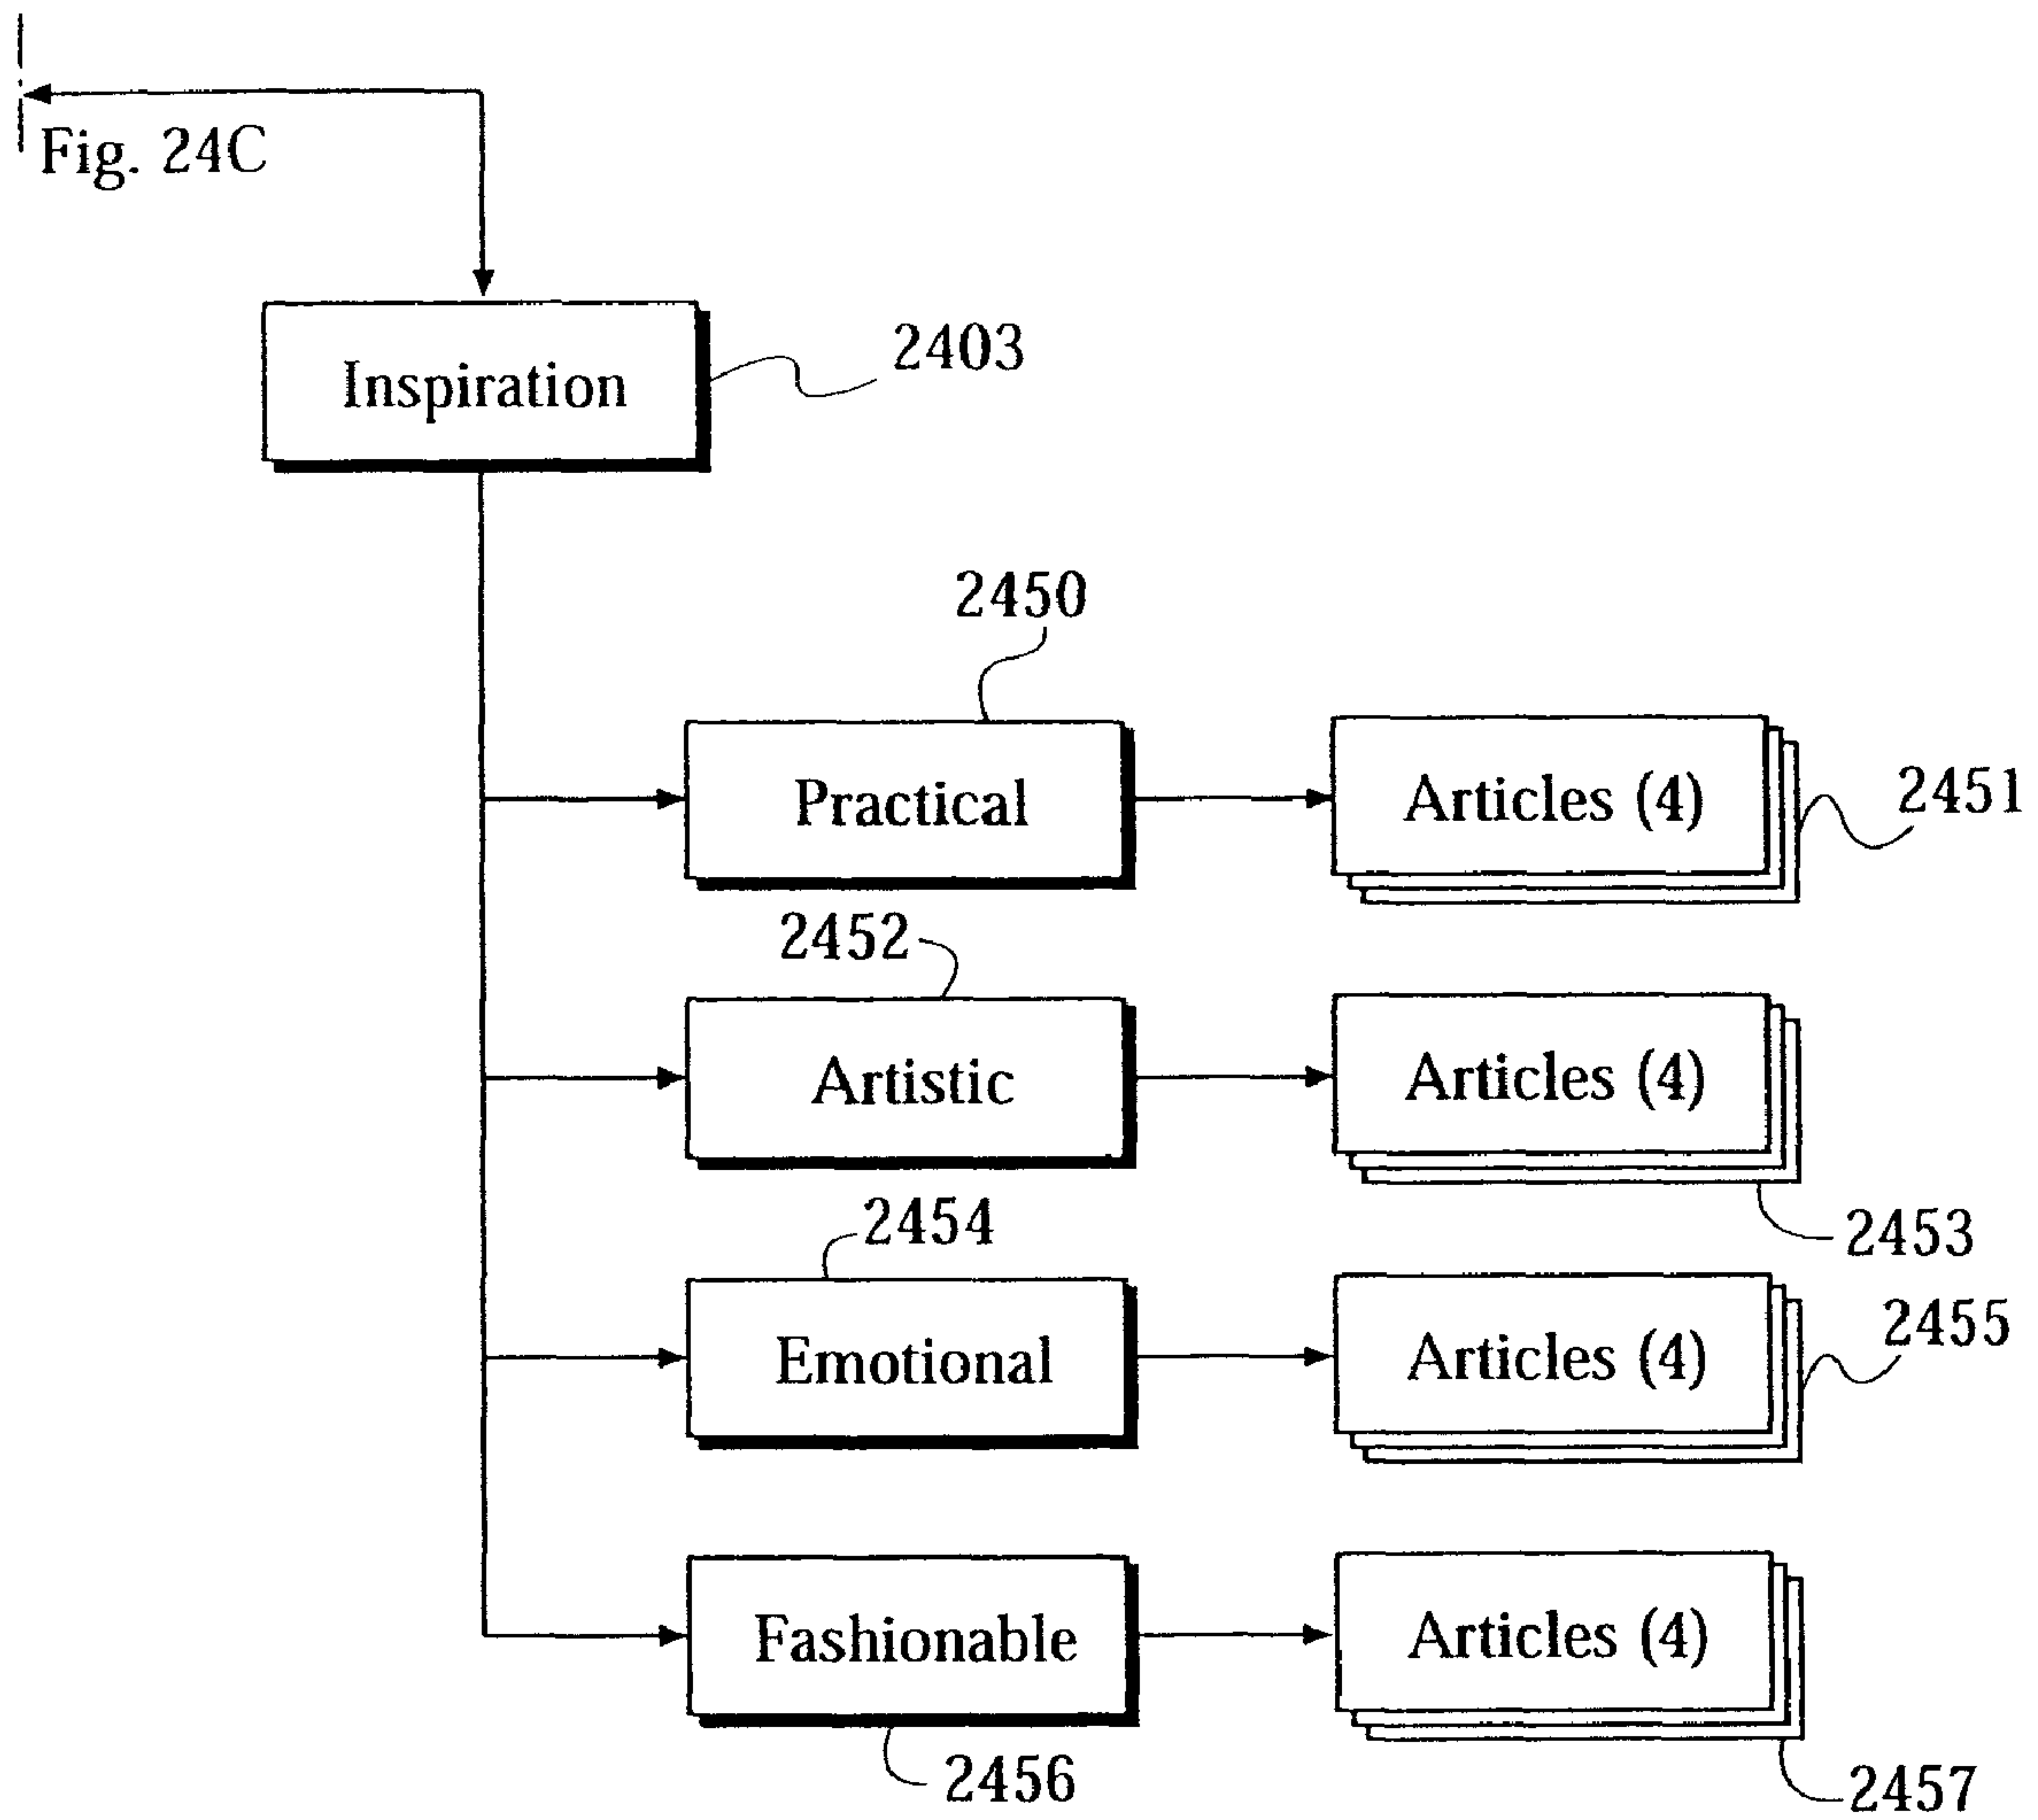 Fig. 24C
Inspiration
2403
2450
Practical
Articles (4)
2451
2452
Artistic
Articles (4)
2453
2454
Emotional
Articles (4)
2455
Fashionable
Articles (4)
2456
2457